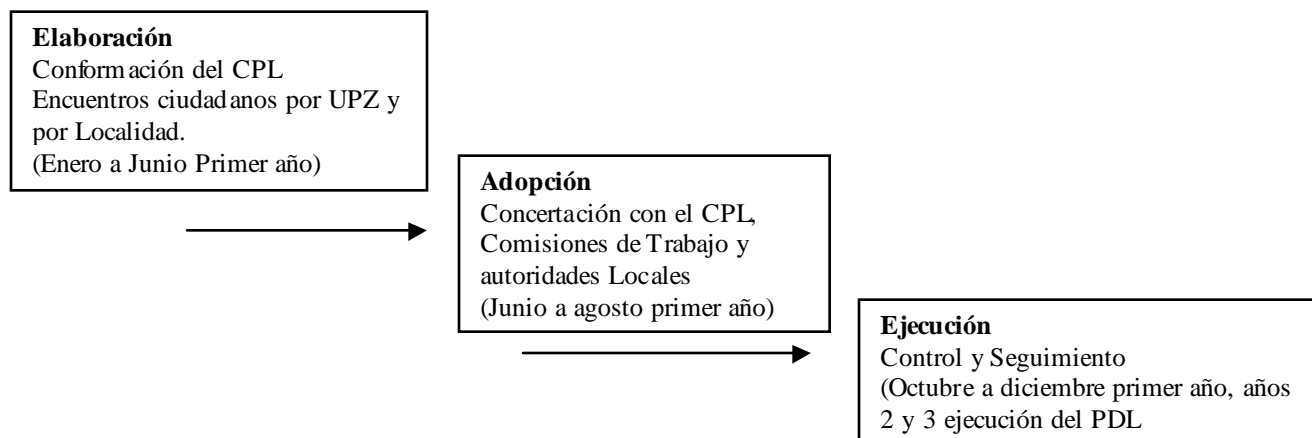 Elaboración
Conformación del CPL
Encuentros ciudadanos por UPZ y
por Localidad.
(Enero a Junio Primer año)
Adopción
Concertación con el CPL,
Comisiones de Trabajo y
autoridades Locales
(Junio a agosto primer año)
Ejecución
Control y Seguimiento
(Octubre a diciembre primer año, años
2 y 3 ejecución del PDL